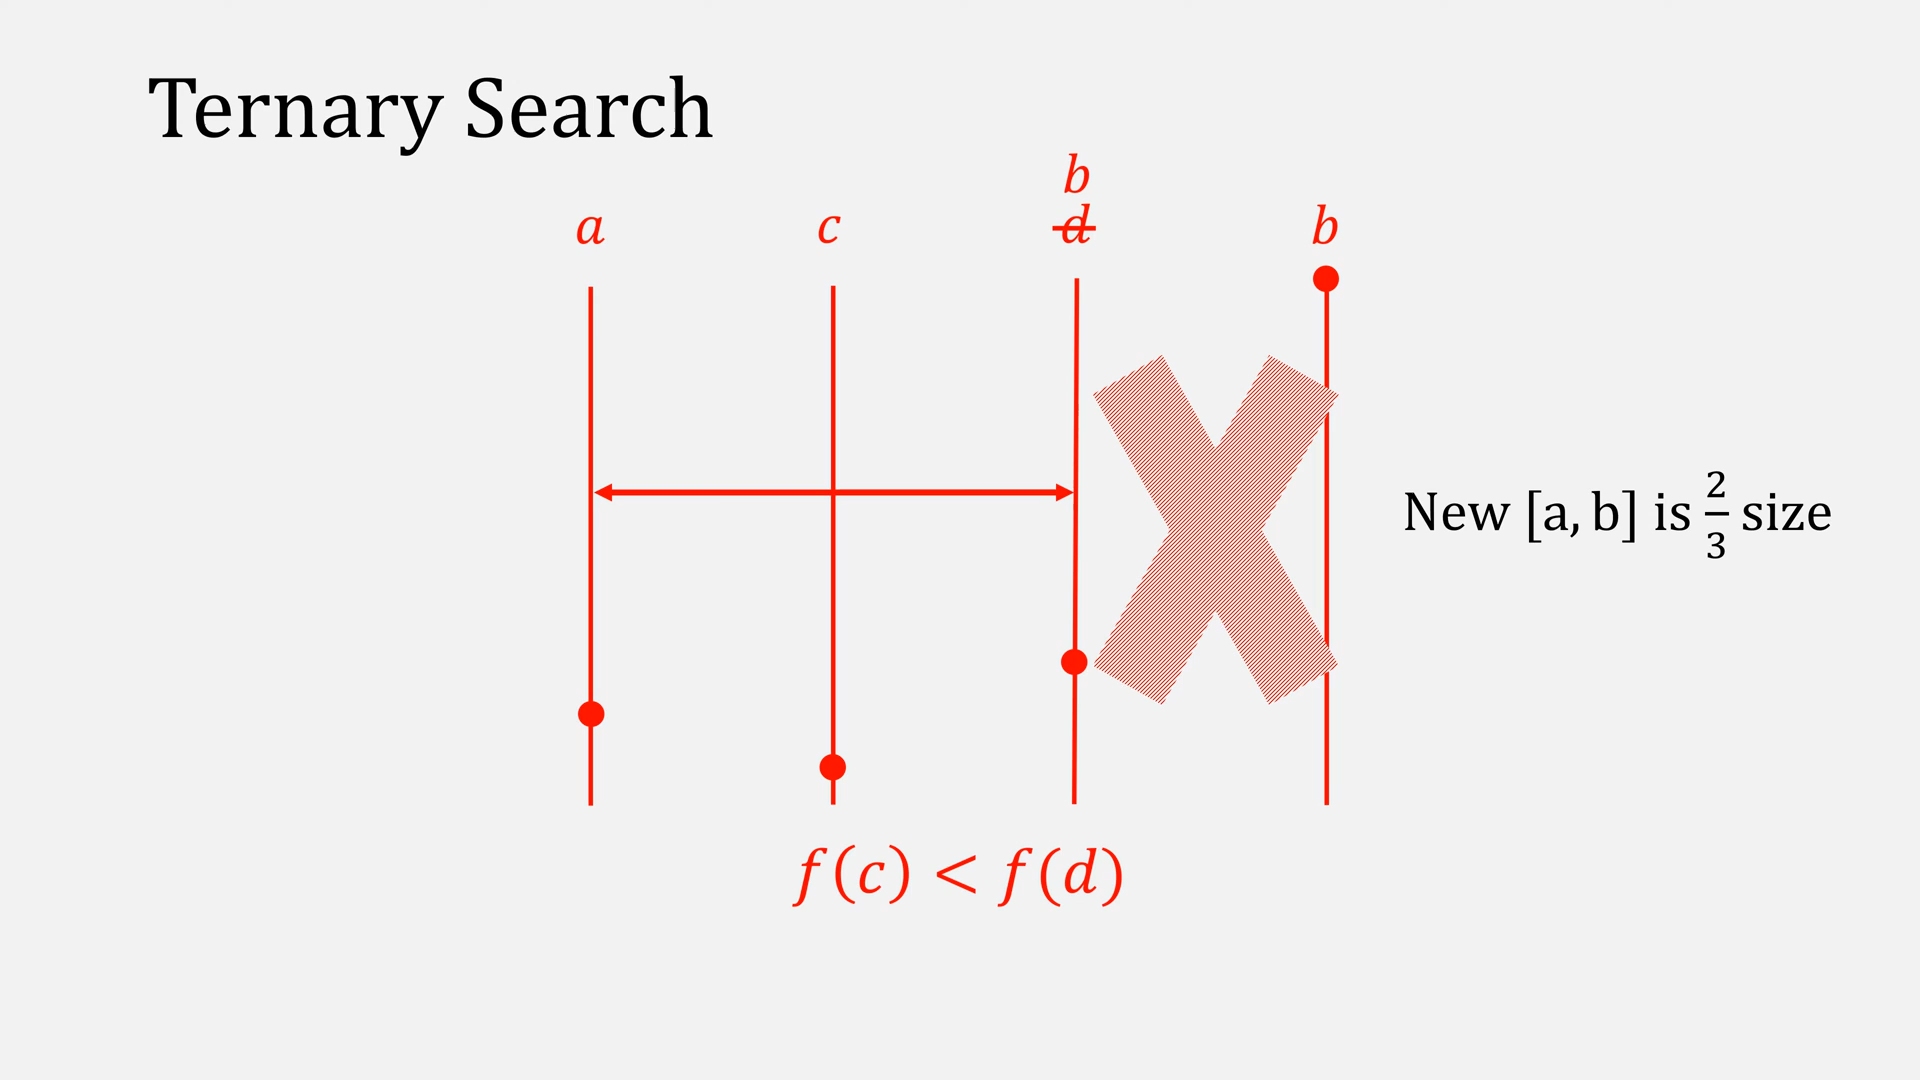 Ternary Search
b
a c d b
New [a, b] is 2/3 size
f(c) < f(d)